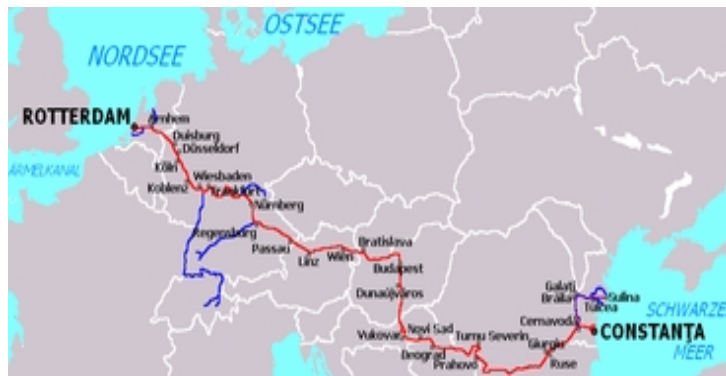 OSTSEE
NORDSEE
ROTTERDAM
Arnhem
Duisburg
Düsseldorf
ÄRMELKANAL
Köln
Wiesbaden
Koblenz
Frankfurt
Nürnberg
Regensburg
Passau
Linz
Wien
Bratislava
Budapest
Dunaújváros
Galați
Brăila
Sulina
Tulcea
SCHWARZE
MEER
Cernavodă
CONSTANȚA
Vukovar
Novi Sad
Turnu Severin
Beograd
Prahovo
Giurgiu
Ruse